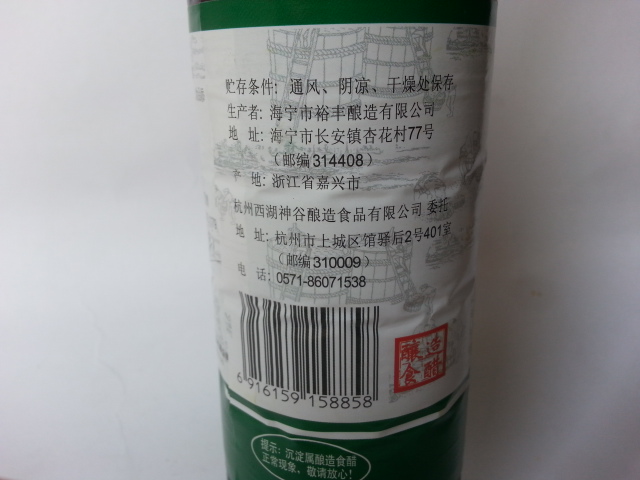 贮存条件：通风、阴凉、干燥处保存
生产者：海宁市裕丰酿造有限公司
地 址：海宁市长安镇杏花村77号
（邮编314408）
产 地：浙江省嘉兴市
杭州西湖神谷酿造食品有限公司 委托
地 址：杭州市上城区馆驿后2号401室
（邮编310009）
电 话：0571-86071538
6 916159 158858
酿造
食醋
提示：沉淀属酿造食醋
正常现象，敬请放心！